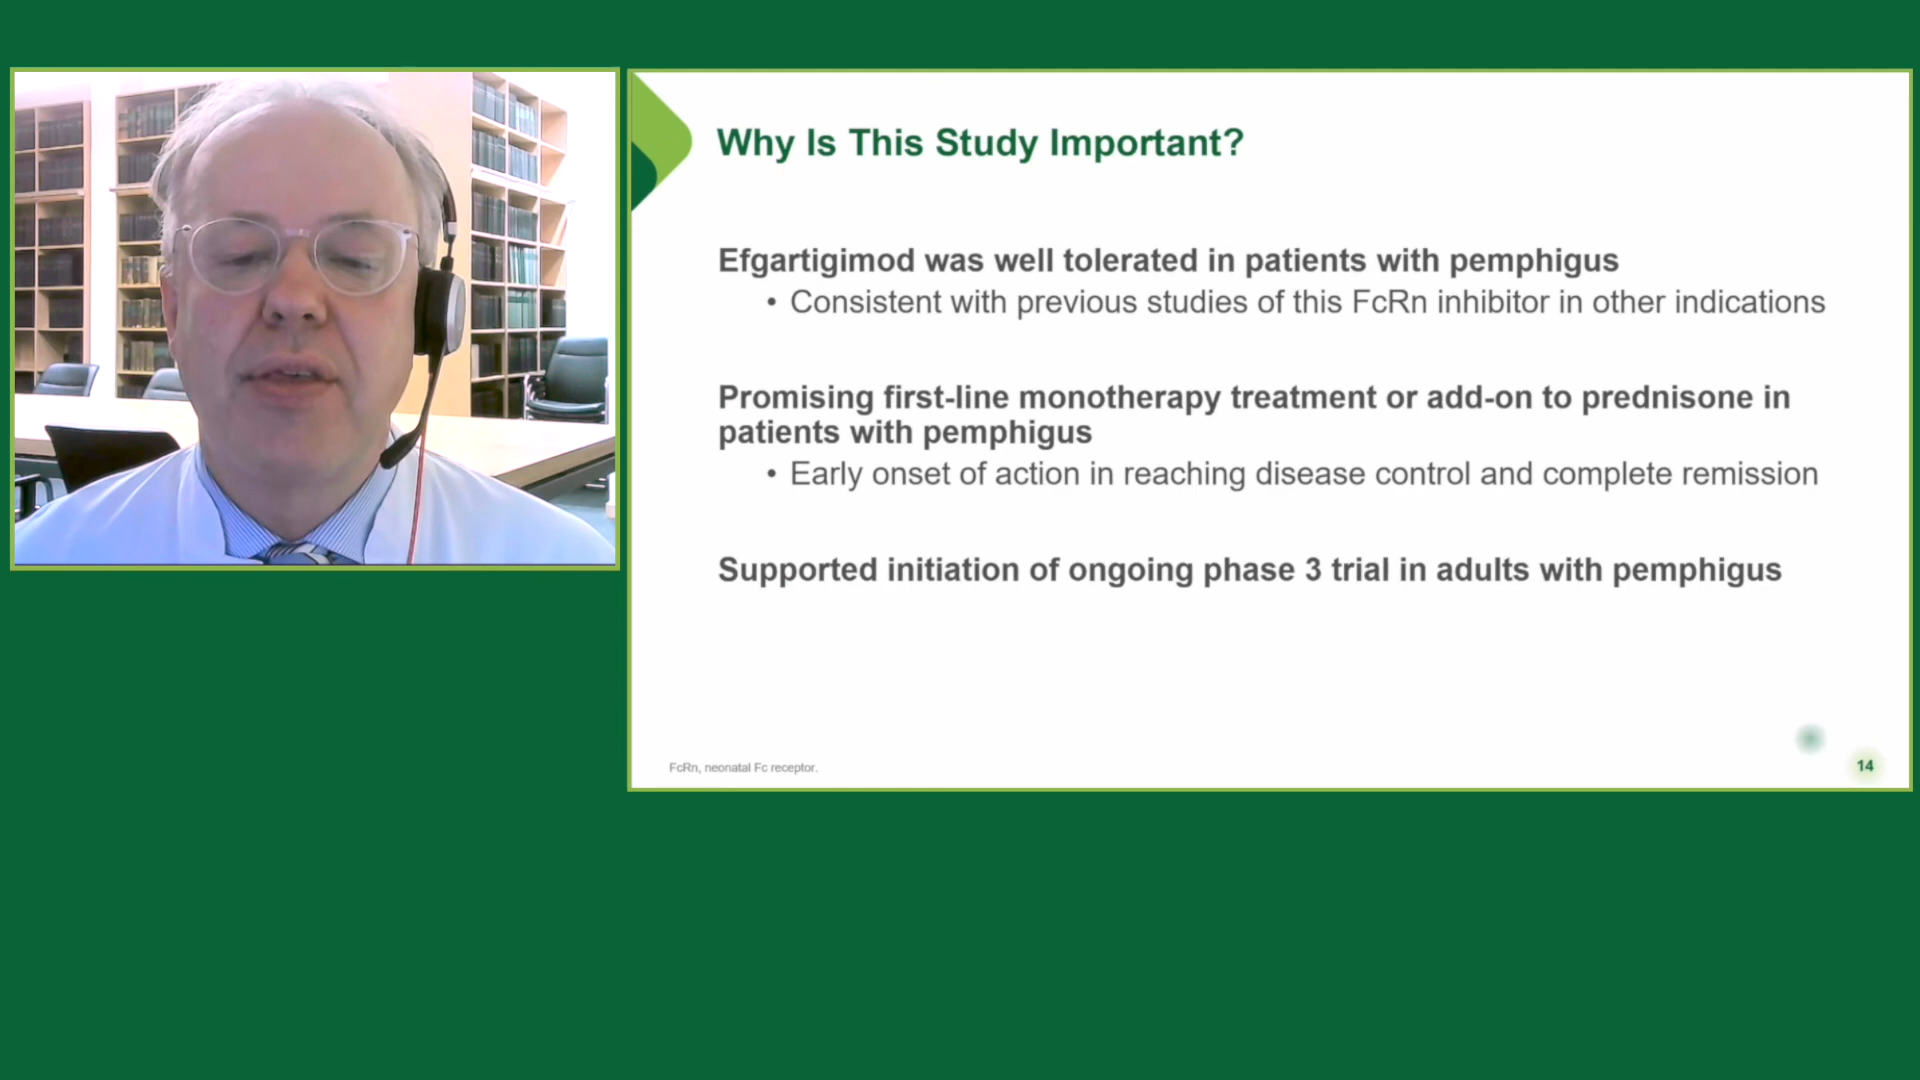 Why Is This Study Important?
Efgartigimod was well tolerated in patients with pemphigus
• Consistent with previous studies of this FcRn inhibitor in other indications
Promising first-line monotherapy treatment or add-on to prednisone in
patients with pemphigus
• Early onset of action in reaching disease control and complete remission
Supported initiation of ongoing phase 3 trial in adults with pemphigus
FcRn, neonatal Fc receptor.
14